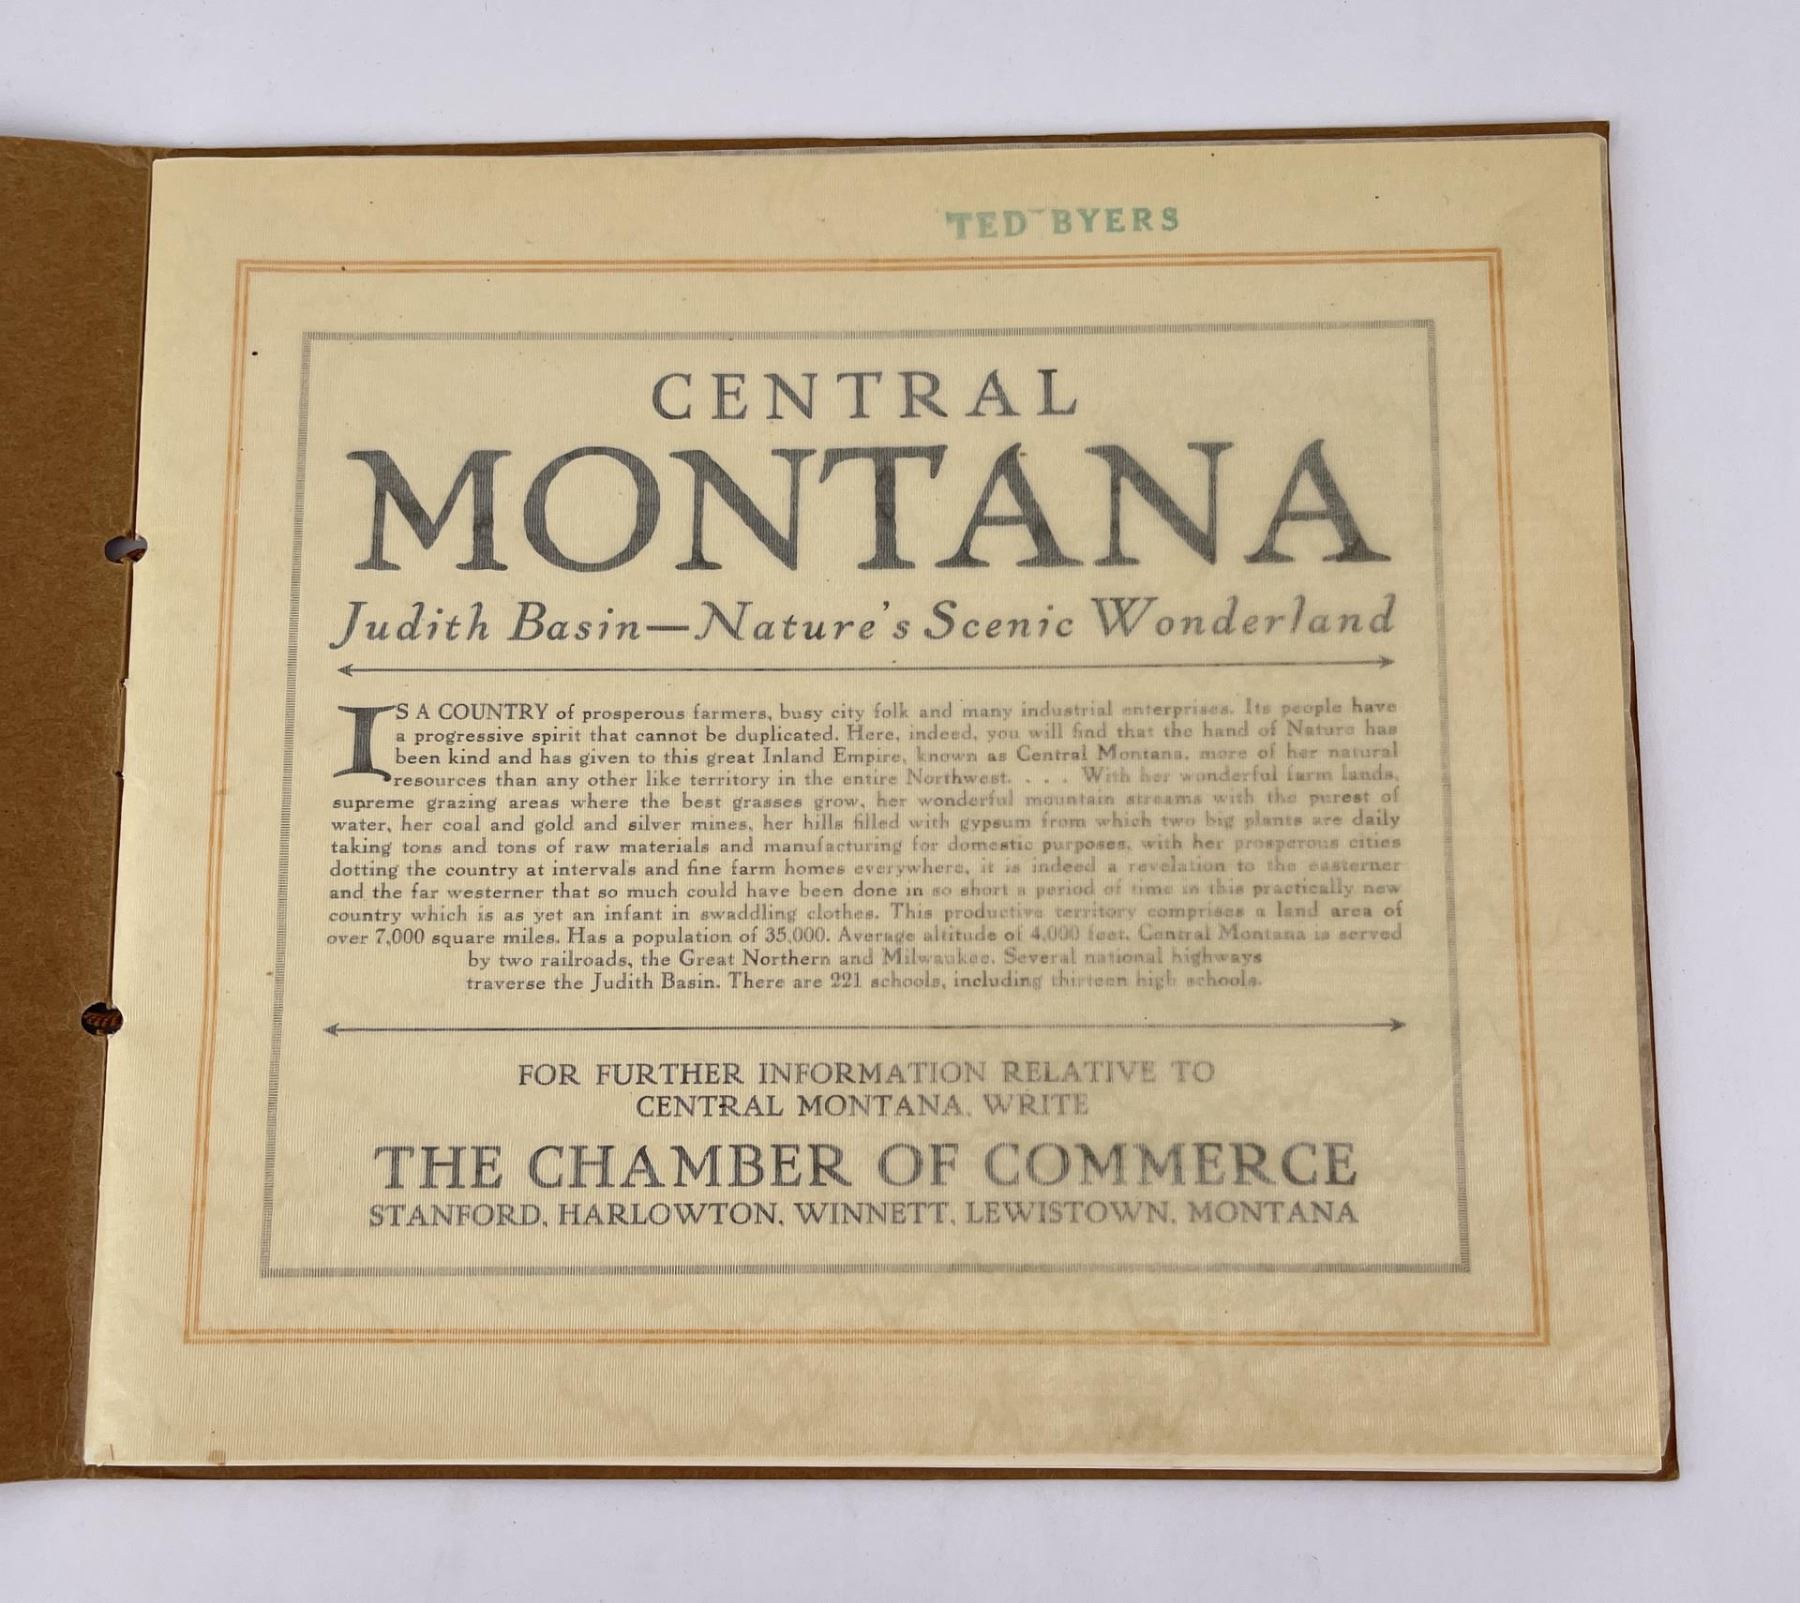 TED BYERS
CENTRAL
MONTANA
Judith Basin—Nature's Scenic Wonderland
IS A COUNTRY of prosperous farmers, busy city folk and many industrial enterprises. Its people have
a progressive spirit that cannot be duplicated. Here, indeed, you will find that the hand of Nature has
been kind and has given to this great Inland Empire, known as Central Montana, more of her natural
resources than any other like territory in the entire Northwest. . . . With her wonderful farm lands,
supreme grazing areas where the best grasses grow, her wonderful mountain streams with the purest of
water, her coal and gold and silver mines, her hills filled with gypsum from which two big plants are daily
taking tons and tons of raw materials and manufacturing for domestic purposes, with her prosperous cities
dotting the country at intervals and fine farm homes everywhere, it is indeed a revelation to the easterner
and the far westerner that so much could have been done in so short a period of time in this practically new
country which is as yet an infant in swaddling clothes. This productive territory comprises a land area of
over 7,000 square miles. Has a population of 35,000. Average altitude of 4,000 feet. Central Montana is served
by two railroads, the Great Northern and Milwaukee. Several national highways
traverse the Judith Basin. There are 221 schools, including thirteen high schools.
FOR FURTHER INFORMATION RELATIVE TO
CENTRAL MONTANA, WRITE
THE CHAMBER OF COMMERCE
STANFORD, HARLOWTON, WINNETT, LEWISTOWN, MONTANA